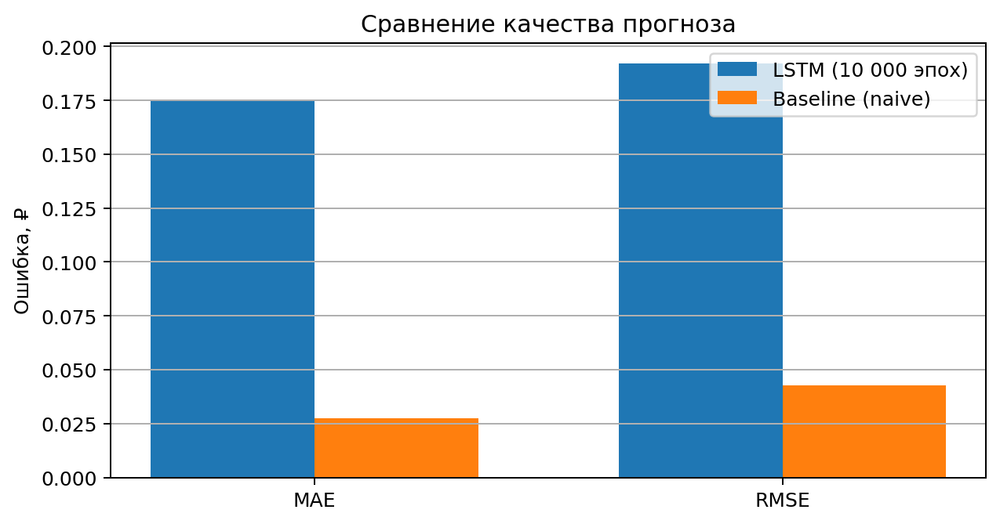 Сравнение качества прогноза
LSTM (10 000 эпох)
Baseline (naive)
Ошибка, ₽
0.200
0.175
0.150
0.125
0.100
0.075
0.050
0.025
0.000
MAE
RMSE